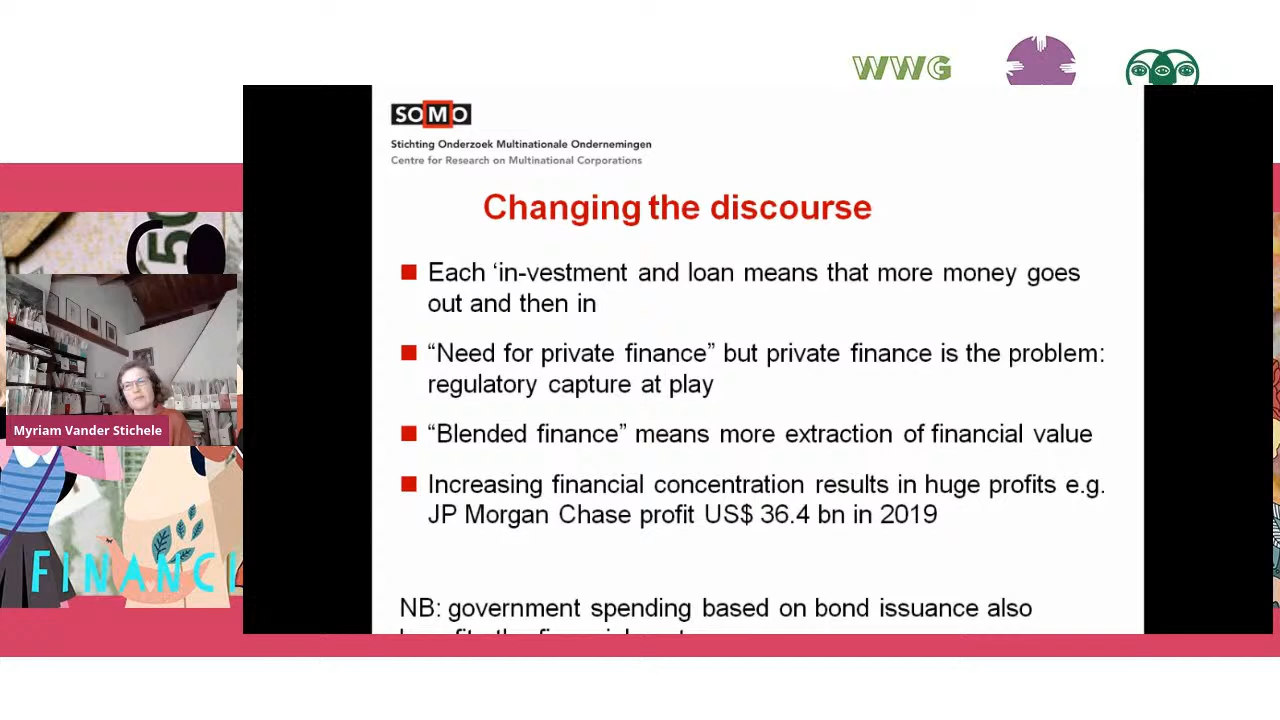 WWG
SOMO
Stichting Onderzoek Multinationale Ondernemingen
Centre for Research on Multinational Corporations
Changing the discourse
Each ‘in-vestment and loan means that more money goes
out and then in
“Need for private finance” but private finance is the problem:
regulatory capture at play
“Blended finance” means more extraction of financial value
Increasing financial concentration results in huge profits e.g.
JP Morgan Chase profit US$ 36.4 bn in 2019
NB: government spending based on bond issuance also
Myriam Vander Stichele
50
FINANCI